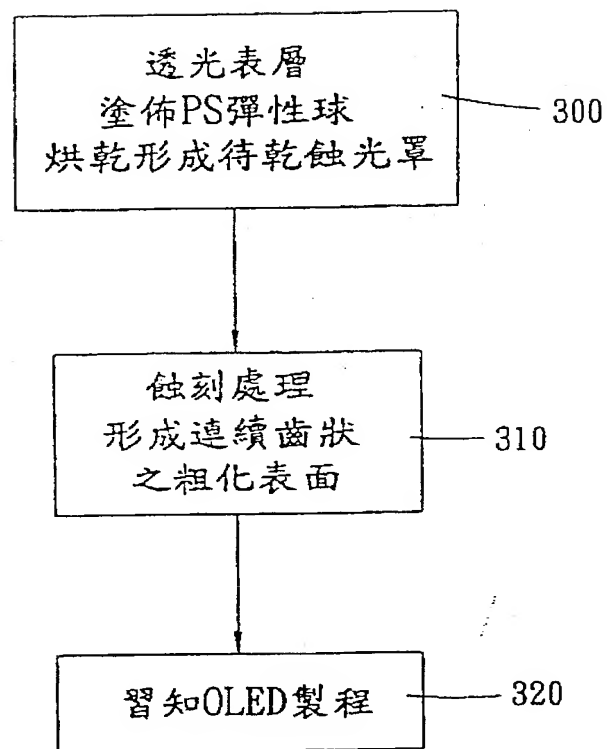 透光表層
塗佈PS彈性球
烘乾形成待乾蝕光罩
300
蝕刻處理
形成連續齒狀
之粗化表面
310
習知OLED製程
320